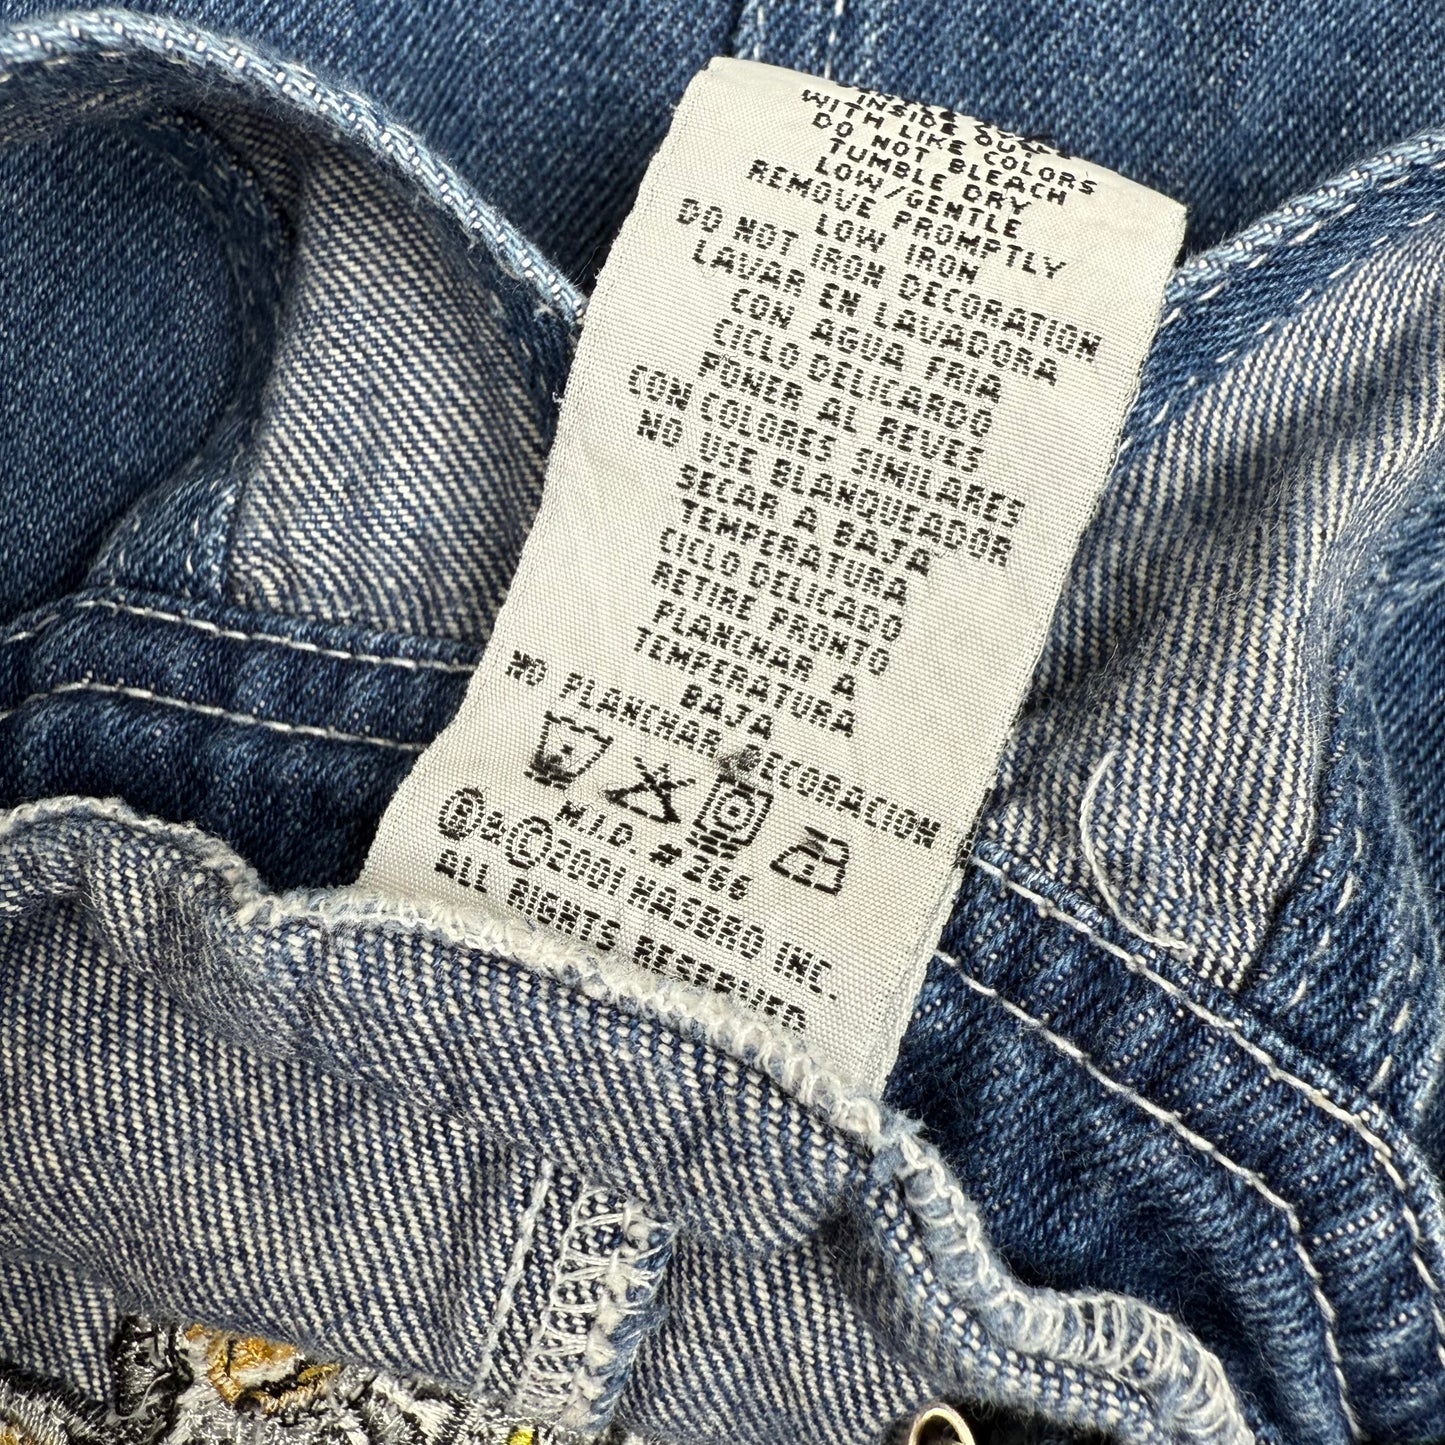 INSIDE OUT
WITH LIKE COLORS
DO NOT BLEACH
TUMBLE DRY
LOW/GENTLE
REMOVE PROMPTLY
LOW IRON
DO NOT IRON DECORATION
LAVAR EN LAVADORA
CON AGUA FRIA
CICLO DELICARDO
PONER AL REVES
CON COLORES SIMILARES
NO USE BLANQUEADOR
SECAR A BAJA
TEMPERATURA
CICLO DELICADO
RETIRE PRONTO
PLANCHAR A
TEMPERATURA
BAJA
NO PLANCHAR DECORACION
M.I.D. # 266
®&©2001 HASBRO INC.
ALL RIGHTS RESERVED